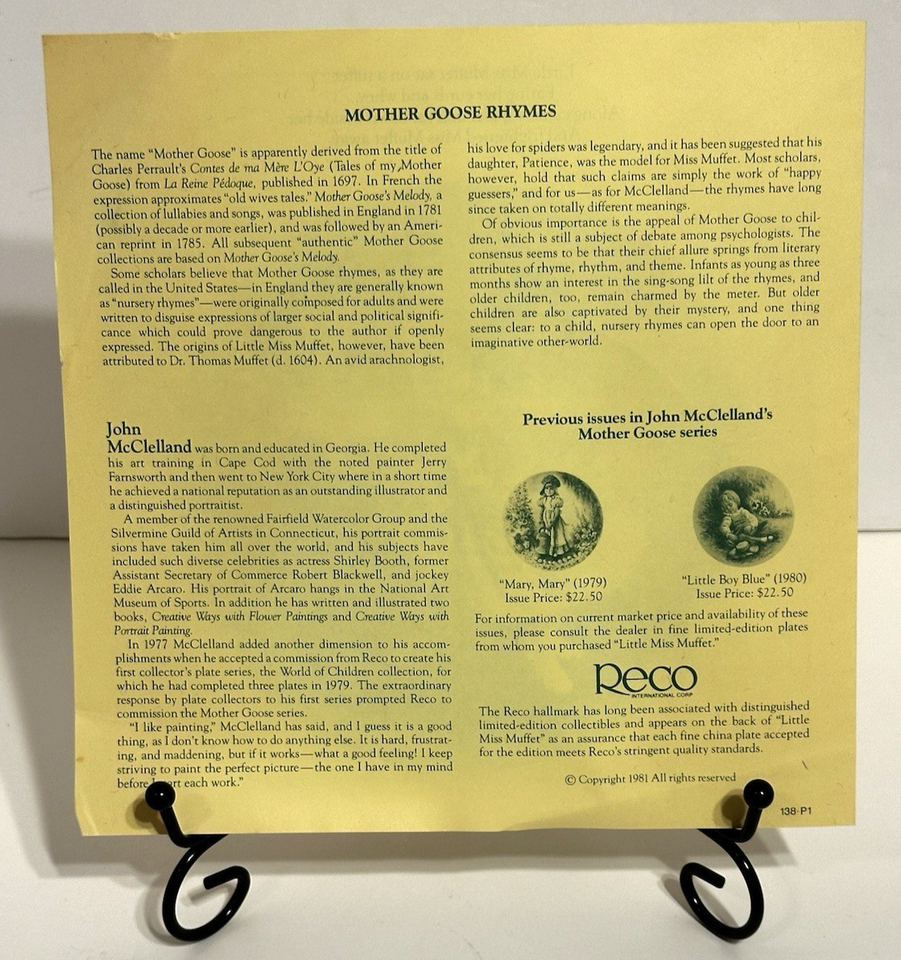 MOTHER GOOSE RHYMES
The name “Mother Goose” is apparently derived from the title of
Charles Perrault's Contes de ma Mère L'Oye (Tales of my Mother
Goose) from La Reine Pédoque, published in 1697. In French the
expression approximates “old wives tales.” Mother Goose's Melody, a
collection of lullabies and songs, was published in England in 1781
(possibly a decade or more earlier), and was followed by an Ameri-
can reprint in 1785. All subsequent “authentic” Mother Goose
collections are based on Mother Goose's Melody.
Some scholars believe that Mother Goose rhymes, as they are
called in the United States—in England they are generally known
as “nursery rhymes”—were originally composed for adults and were
written to disguise expressions of larger social and political signifi-
cance which could prove dangerous to the author if openly
expressed. The origins of Little Miss Muffet, however, have been
attributed to Dr. Thomas Muffet (d. 1604). An avid arachnologist,
his love for spiders was legendary, and it has been suggested that his
daughter, Patience, was the model for Miss Muffet. Most scholars,
however, hold that such claims are simply the work of “happy
guessers,” and for us—as for McClelland—the rhymes have long
since taken on totally different meanings.
Of obvious importance is the appeal of Mother Goose to chil-
dren, which is still a subject of debate among psychologists. The
consensus seems to be that their chief allure springs from literary
attributes of rhyme, rhythm, and theme. Infants as young as three
months show an interest in the sing-song lilt of the rhymes, and
older children, too, remain charmed by the meter. But older
children are also captivated by their mystery, and one thing
seems clear: to a child, nursery rhymes can open the door to an
imaginative other-world.
John
McClelland was born and educated in Georgia. He completed
his art training in Cape Cod with the noted painter Jerry
Farnsworth and then went to New York City where in a short time
he achieved a national reputation as an outstanding illustrator and
a distinguished portraitist.
A member of the renowned Fairfield Watercolor Group and the
Silvermine Guild of Artists in Connecticut, his portrait commis-
sions have taken him all over the world, and his subjects have
included such diverse celebrities as actress Shirley Booth, former
Assistant Secretary of Commerce Robert Blackwell, and jockey
Eddie Arcaro. His portrait of Arcaro hangs in the National Art
Museum of Sports. In addition he has written and illustrated two
books, Creative Ways with Flower Paintings and Creative Ways with
Portrait Painting.
In 1977 McClelland added another dimension to his accom-
plishments when he accepted a commission from Reco to create his
first collector's plate series, the World of Children collection, for
which he had completed three plates in 1979. The extraordinary
response by plate collectors to his first series prompted Reco to
commission the Mother Goose series.
“I like painting,” McClelland has said, and I guess it is a good
thing, as I don't know how to do anything else. It is hard, frustrat-
ing, and maddening, but if it works—what a good feeling! I keep
striving to paint the perfect picture—the one I have in my mind
before I start each work.”
Previous issues in John McClelland's
Mother Goose series
“Mary, Mary” (1979)
Issue Price: $22.50
“Little Boy Blue” (1980)
Issue Price: $22.50
For information on current market price and availability of these
issues, please consult the dealer in fine limited-edition plates
from whom you purchased “Little Miss Muffet.”
Reco
INTERNATIONAL CORP
The Reco hallmark has long been associated with distinguished
limited-edition collectibles and appears on the back of “Little
Miss Muffet” as an assurance that each fine china plate accepted
for the edition meets Reco's stringent quality standards.
© Copyright 1981 All rights reserved
138-P1